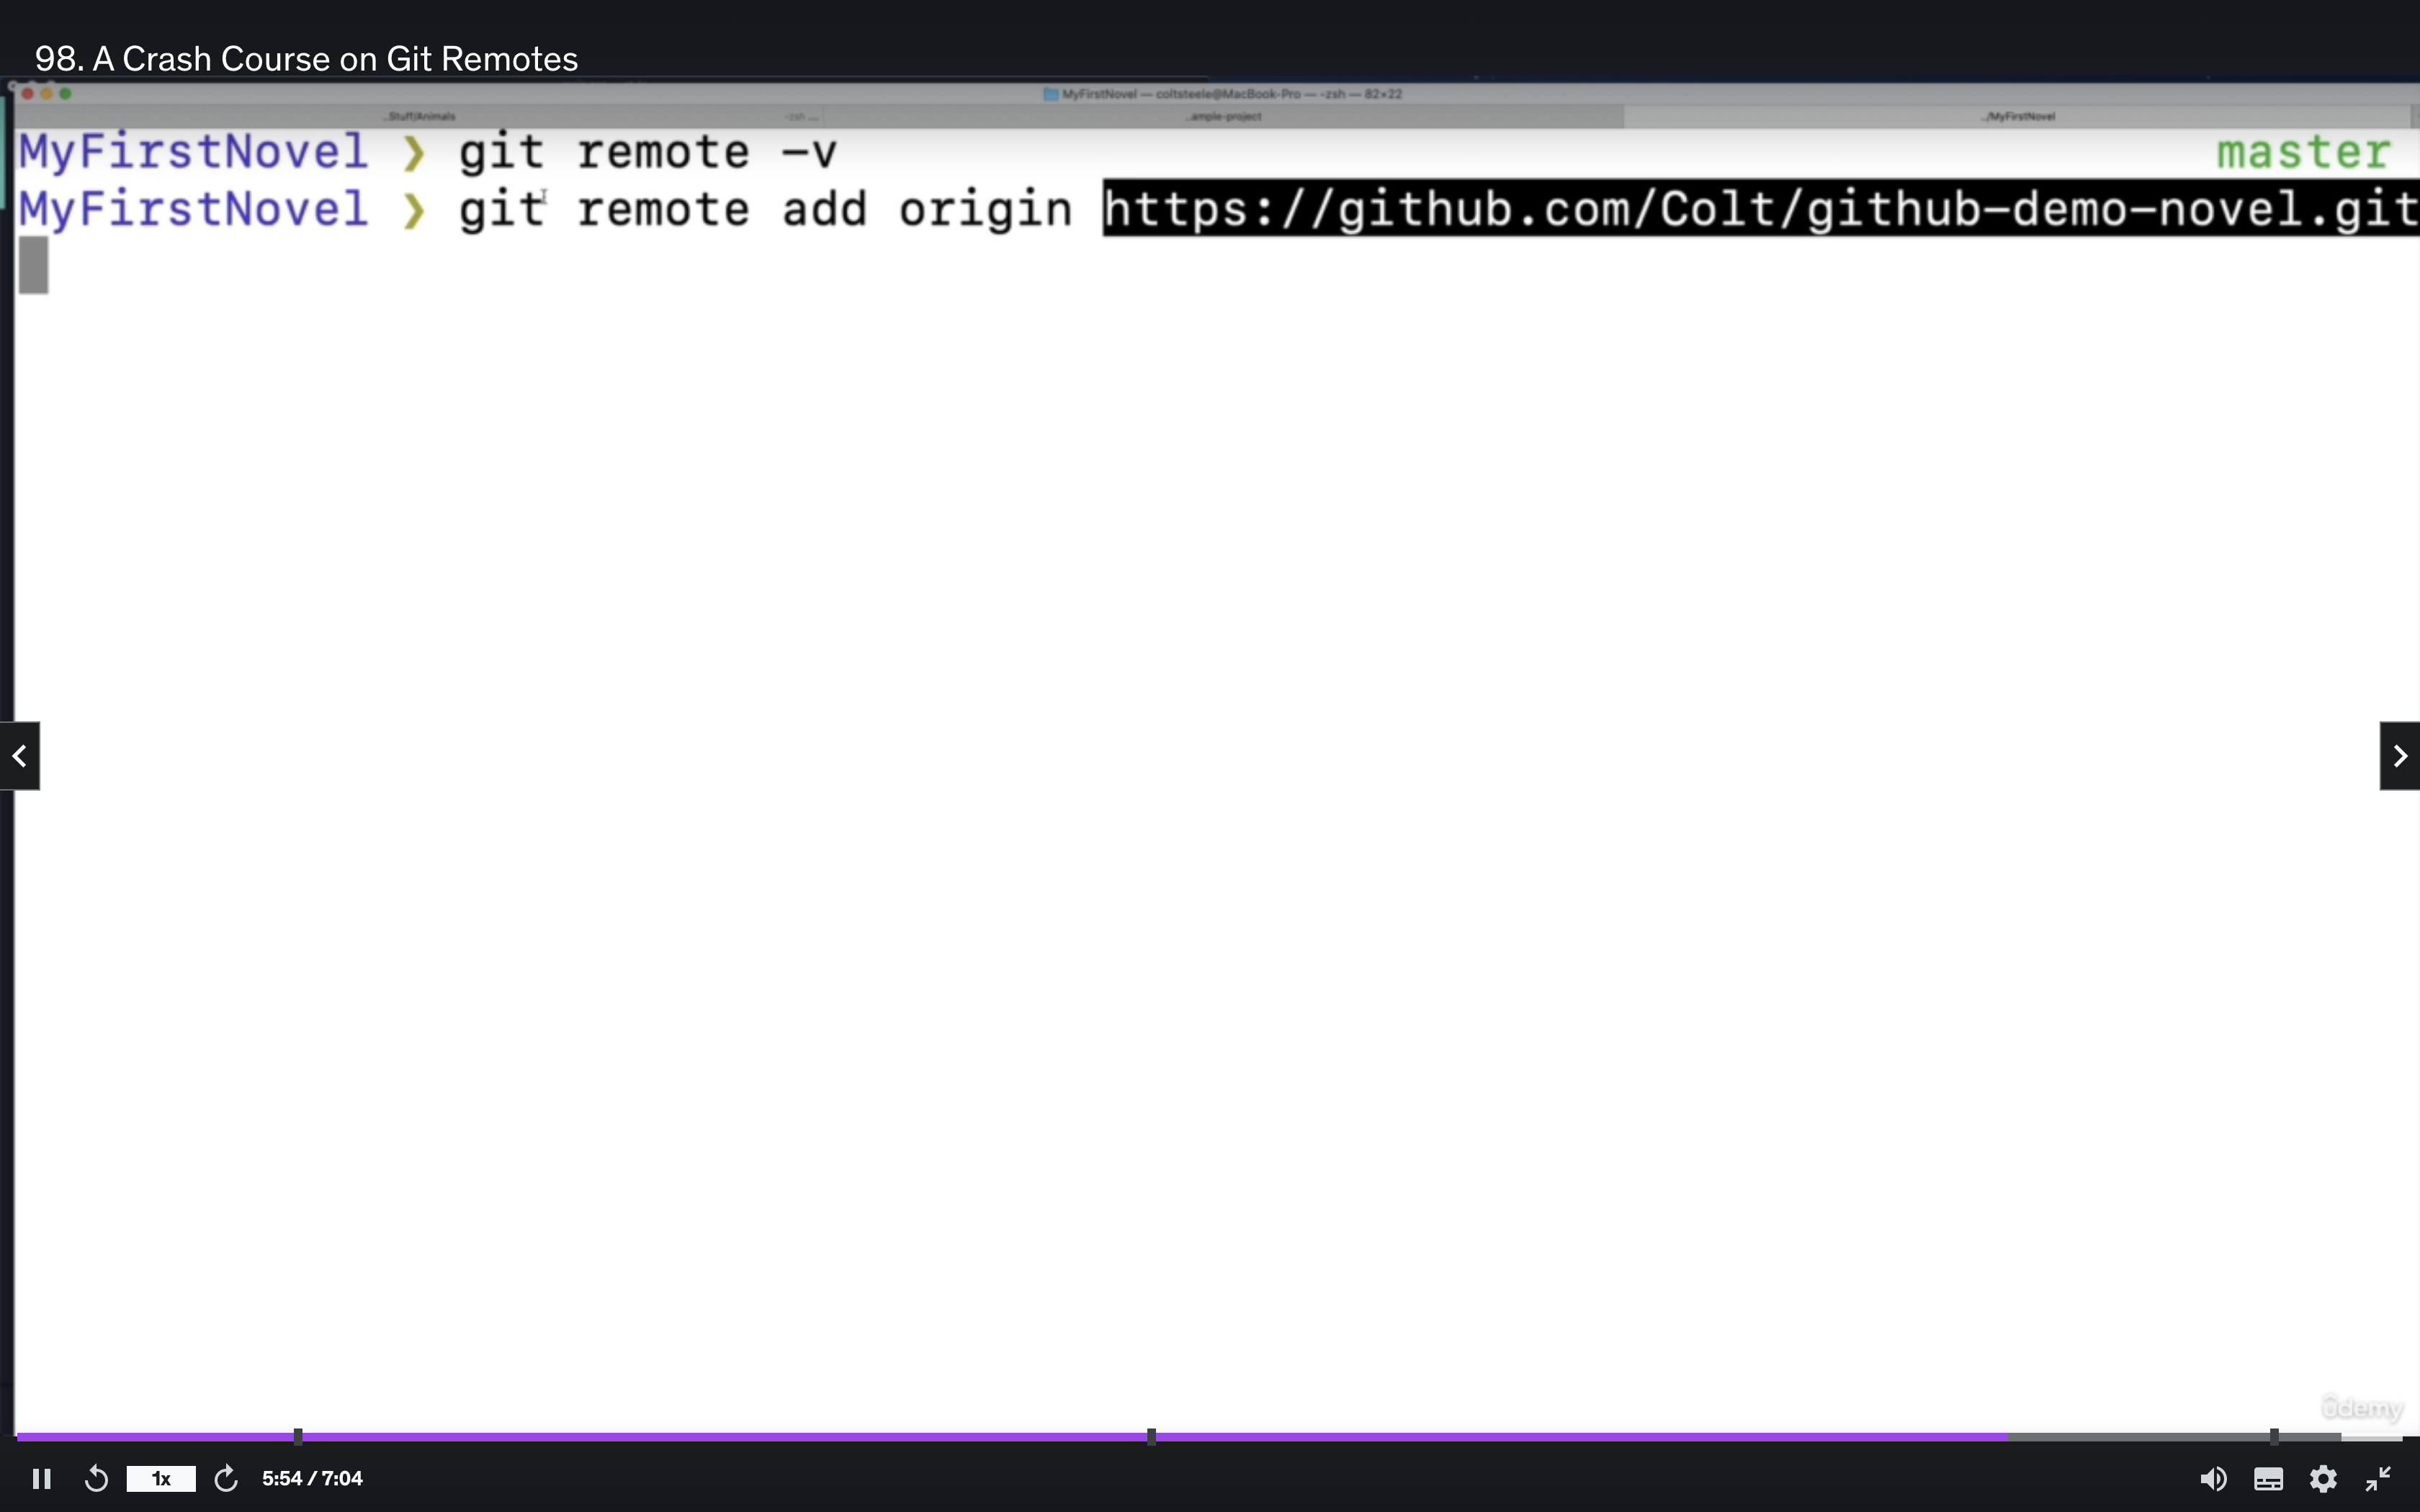 98. A Crash Course on Git Remotes
MyFirstNovel — coltsteele@MacBook-Pro — -zsh — 82×22
..Stuff/Animals -zsh ... ..ample-project ../MyFirstNovel
MyFirstNovel ❯ git remote -v master
MyFirstNovel ❯ git remote add origin https://github.com/Colt/github-demo-novel.git
ûdemy
1x 5:54 / 7:04